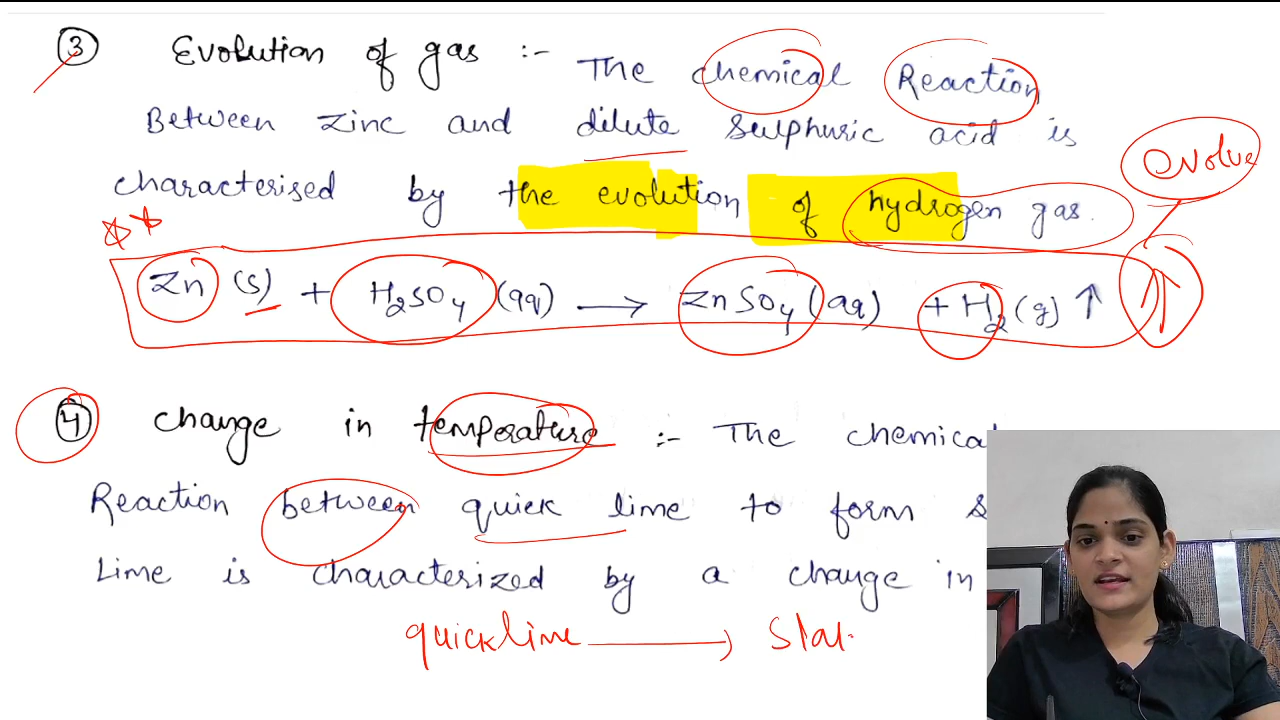 ③ Evolution of gas :- The chemical Reaction
Between zinc and dilute sulphuric acid is
characterised by the evolution of hydrogen gas.
evolve
Zn (s) + H₂SO₄ (aq) → ZnSO₄ (aq) + H₂ (g) ↑
④ change in temperature :- The chemical
Reaction between quick lime to form s
Lime is characterized by a change in
quicklime → Slal